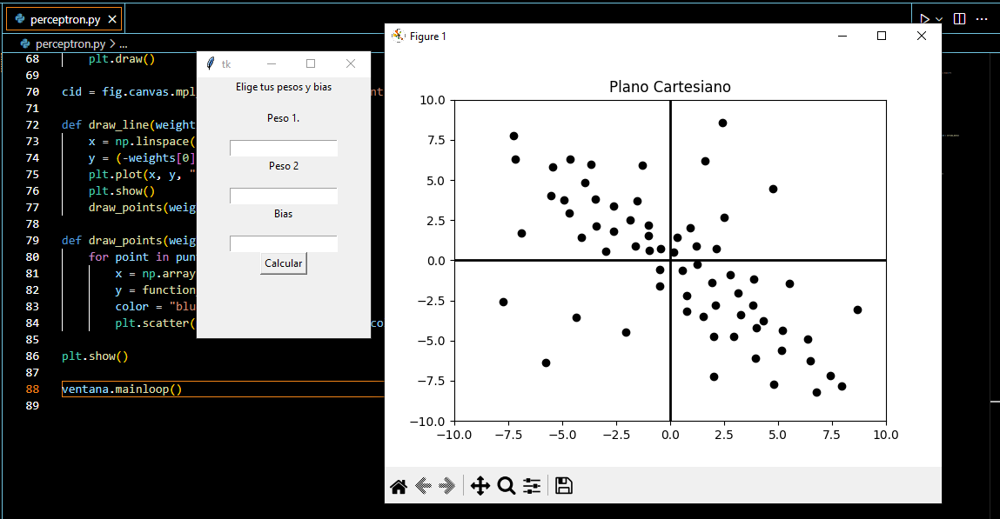 perceptron.py
perceptron.py > ...
68 plt.draw()
69
70 cid = fig.canvas.mpl
71
72 def draw_line(weight
73 x = np.linspace(
74 y = (-weights[0]
75 plt.plot(x, y, "
76 plt.show()
77 draw_points(weig
78
79 def draw_points(weig
80 for point in pun
81 x = np.array
82 y = function
83 color = "blu
84 plt.scatter(
85
86 plt.show()
87
88 ventana.mainloop()
89
tk
Elige tus pesos y bias
Peso 1.
Peso 2
Bias
Calcular
nt
co
Figure 1
Plano Cartesiano
10.0
7.5
5.0
2.5
0.0
−2.5
−5.0
−7.5
−10.0
−10.0 −7.5 −5.0 −2.5 0.0 2.5 5.0 7.5 10.0